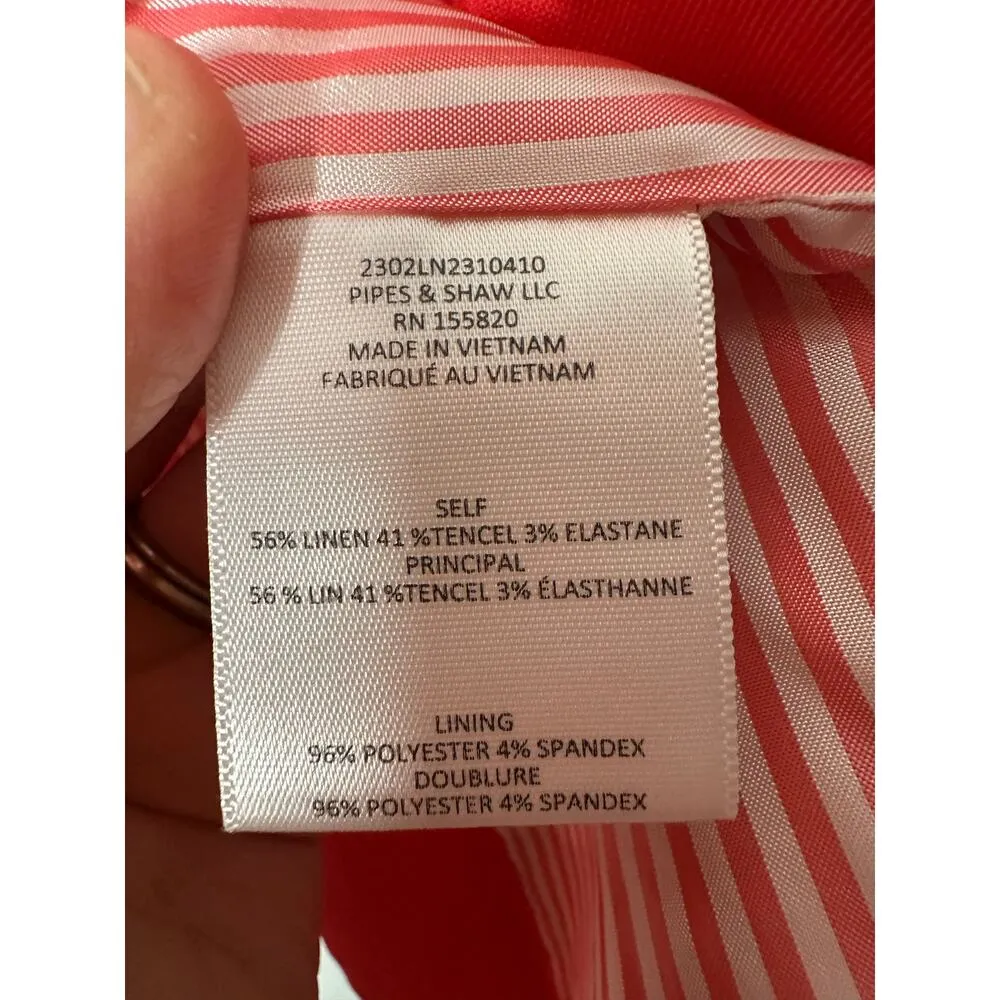 2302LN2310410
PIPES & SHAW LLC
RN 155820
MADE IN VIETNAM
FABRIQUÉ AU VIETNAM
SELF
56% LINEN 41 %TENCEL 3% ELASTANE
PRINCIPAL
56 % LIN 41 %TENCEL 3% ÉLASTHANNE
LINING
96% POLYESTER 4% SPANDEX
DOUBLURE
96% POLYESTER 4% SPANDEX